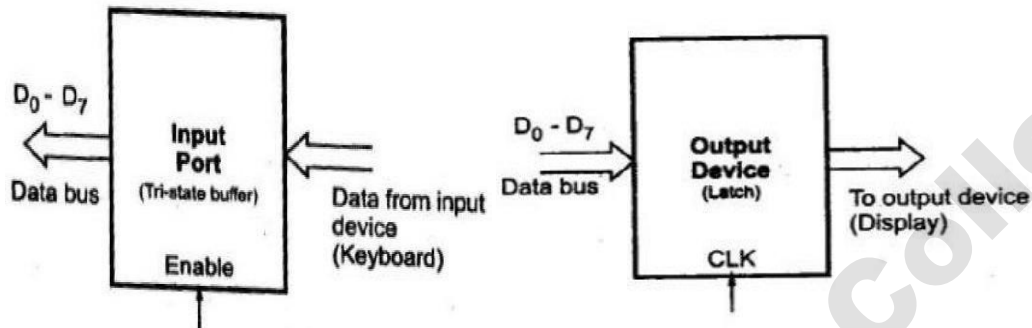 D0 - D7
Data bus
Input
Port
(Tri-state buffer)
Enable
Data from input
device
(Keyboard)
D0 - D7
Data bus
Output
Device
(Latch)
CLK
To output device
(Display)
Colle